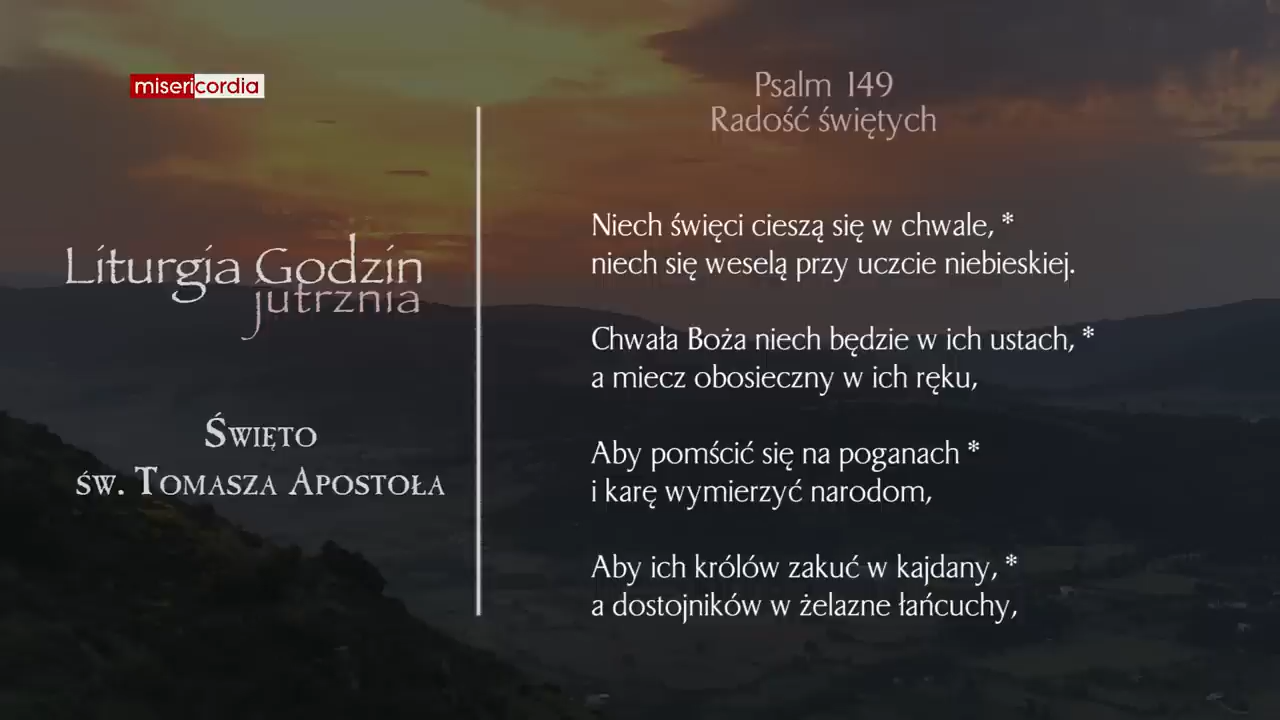 misericordia
Liturgia Godzin
jutrznia
Święto
św. Tomasza Apostoła
Psalm 149
Radość świętych
Niech święci cieszą się w chwale, *
niech się weselą przy uczcie niebieskiej.
Chwała Boża niech będzie w ich ustach, *
a miecz obosieczny w ich ręku,
Aby pomścić się na poganach *
i karę wymierzyć narodom,
Aby ich królów zakuć w kajdany, *
a dostojników w żelazne łańcuchy,